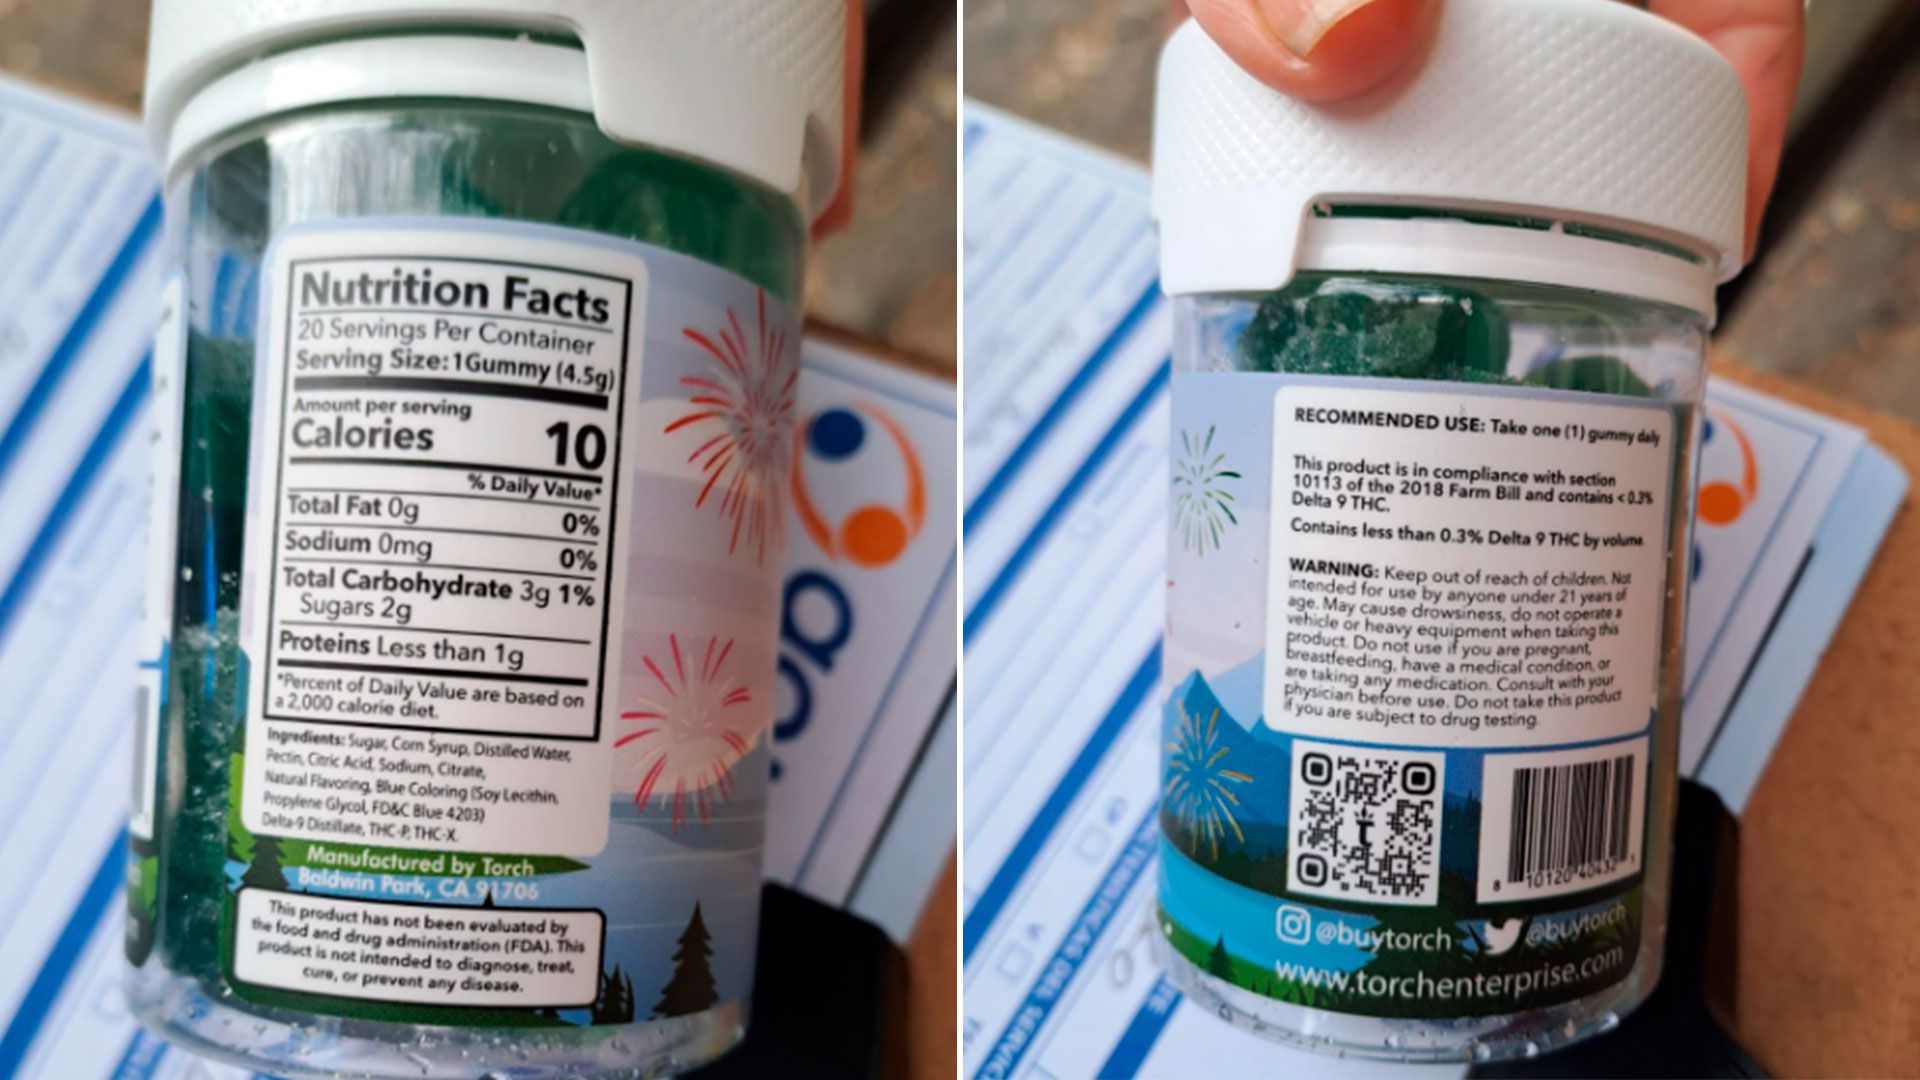 Nutrition Facts
20 Servings Per Container
Serving Size: 1Gummy (4.5g)
Amount per serving
Calories 10
% Daily Value*
Total Fat 0g 0%
Sodium 0mg 0%
Total Carbohydrate 3g 1%
Sugars 2g
Proteins Less than 1g
*Percent of Daily Value are based on
a 2,000 calorie diet.
Ingredients: Sugar, Corn Syrup, Distilled Water,
Pectin, Citric Acid, Sodium, Citrate,
Natural Flavoring, Blue Coloring (Soy Lecithin,
Propylene Glycol, FD&C Blue 4203)
Delta-9 Distillate, THC-P, THC-X.
Manufactured by Torch
Baldwin Park, CA 91706
This product has not been evaluated by
the food and drug administration (FDA). This
product is not intended to diagnose, treat,
cure, or prevent any disease.
RECOMMENDED USE: Take one (1) gummy daily
This product is in compliance with section
10113 of the 2018 Farm Bill and contains < 0.3%
Delta 9 THC.
Contains less than 0.3% Delta 9 THC by volume.
WARNING: Keep out of reach of children. Not
intended for use by anyone under 21 years of
age. May cause drowsiness, do not operate a
vehicle or heavy equipment when taking this
product. Do not use if you are pregnant,
breastfeeding, have a medical condition, or
are taking any medication. Consult with your
physician before use. Do not take this product
if you are subject to drug testing.
8 10120 40432 1
@buytorch @buytorch
www.torchenterprise.com